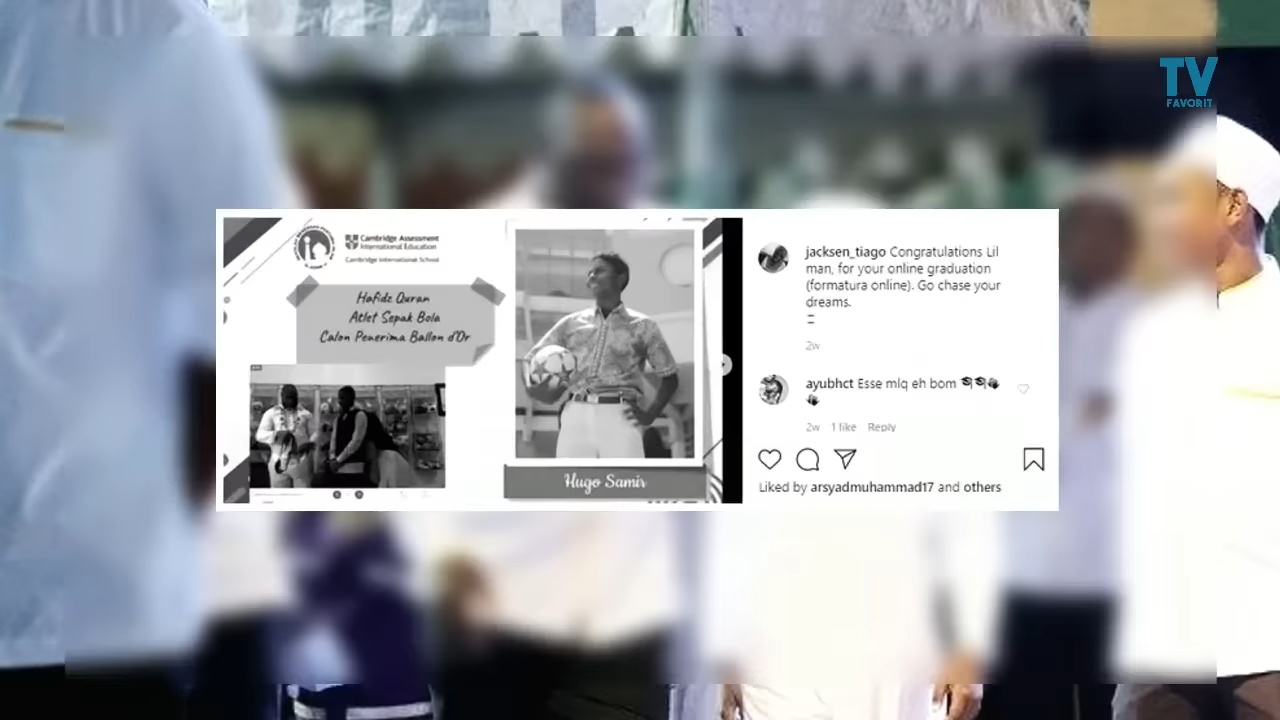 TV
FAVORIT
Cambridge Assessment
International Education
Cambridge International School
Hafidz Quran
Atlet Sepak Bola
Calon Penerima Ballon d'Or
Hugo Samir
jacksen_tiago Congratulations Lil
man, for your online graduation
(formatura online). Go chase your
dreams.
2w
ayubhct Esse mlq eh bom
2w 1 like Reply
Liked by arsyadmuhammad17 and others